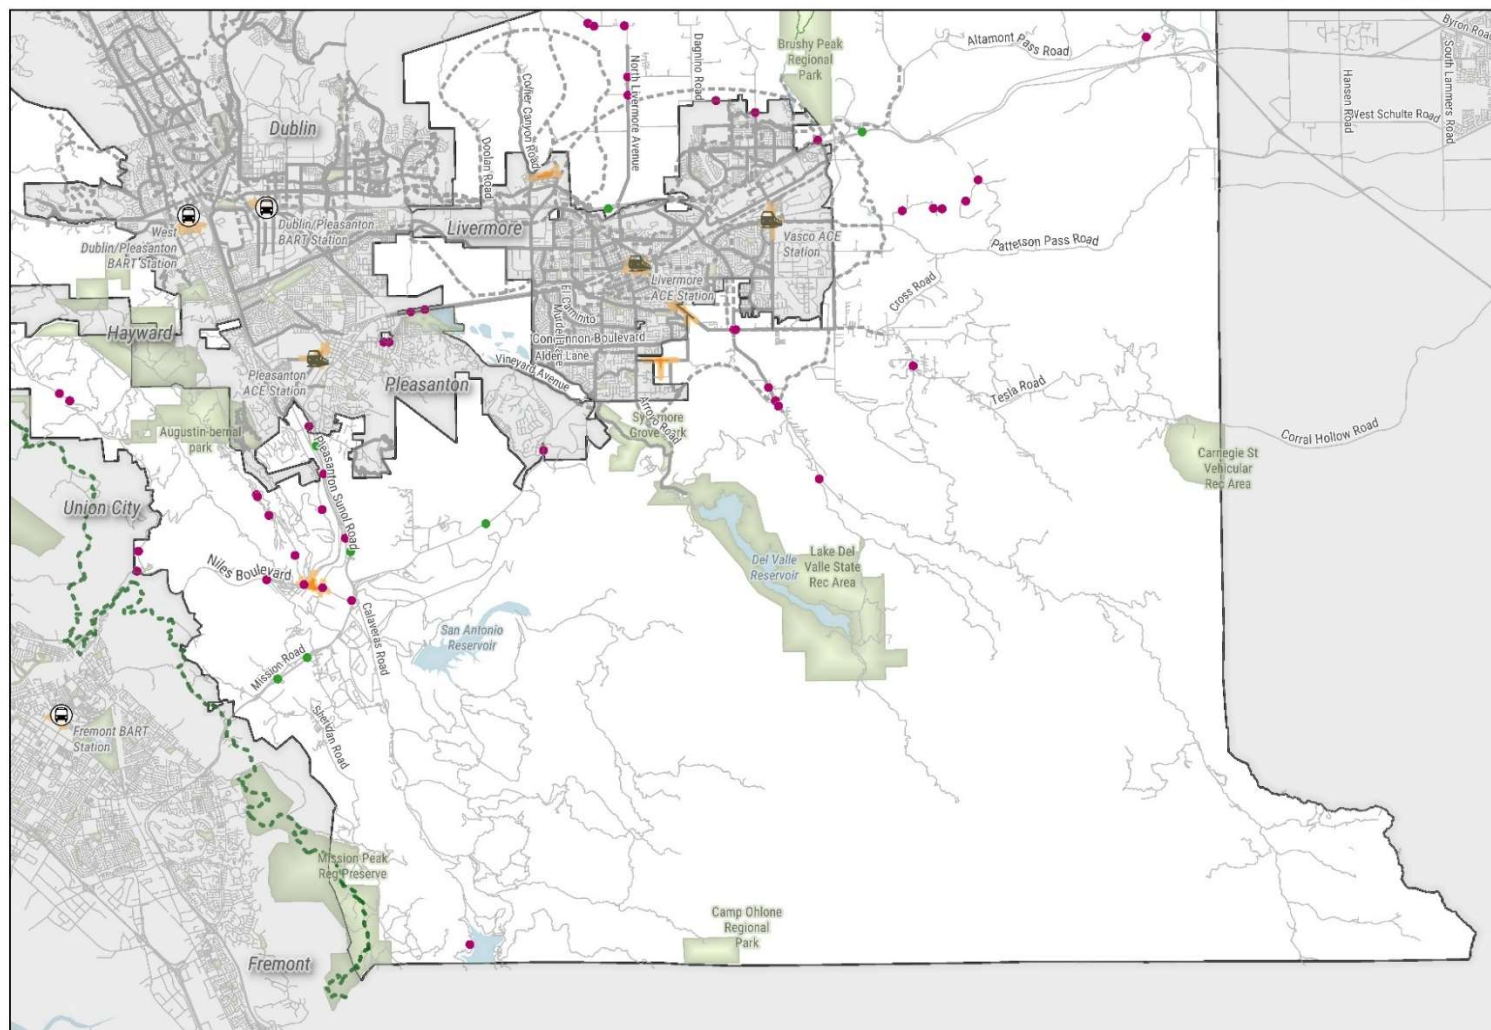 Byron Road
Altamont Pass Road
South Lammers Road
Brushy Peak
Regional
Park
Dagnino Road
North Livermore Avenue
Collier Canyon Road
Doolan Road
Hansen Road
West Schulte Road
Dublin
Dublin/Pleasanton
BART Station
West
Dublin/Pleasanton
BART Station
Livermore
Vasco ACE
Station
Patterson Pass Road
Livermore
ACE Station
Cross Road
El Caminito
Hayward
Concannon Boulevard
Alden Lane
Vineyard Avenue
Pleasanton
ACE Station
Pleasanton
Tesla Road
Arroyo Road
Sycamore
Grove Park
Augustin-bernal
park
Corral Hollow Road
Carnegie St
Vehicular
Rec Area
Pleasanton Sunol Road
Union City
Niles Boulevard
Del Valle
Reservoir
Lake Del
Valle State
Rec Area
Calaveras Road
San Antonio
Reservoir
Mission Road
Sheridan Road
Fremont BART
Station
Mission Peak
Reg Preserve
Camp Ohlone
Regional
Park
Fremont